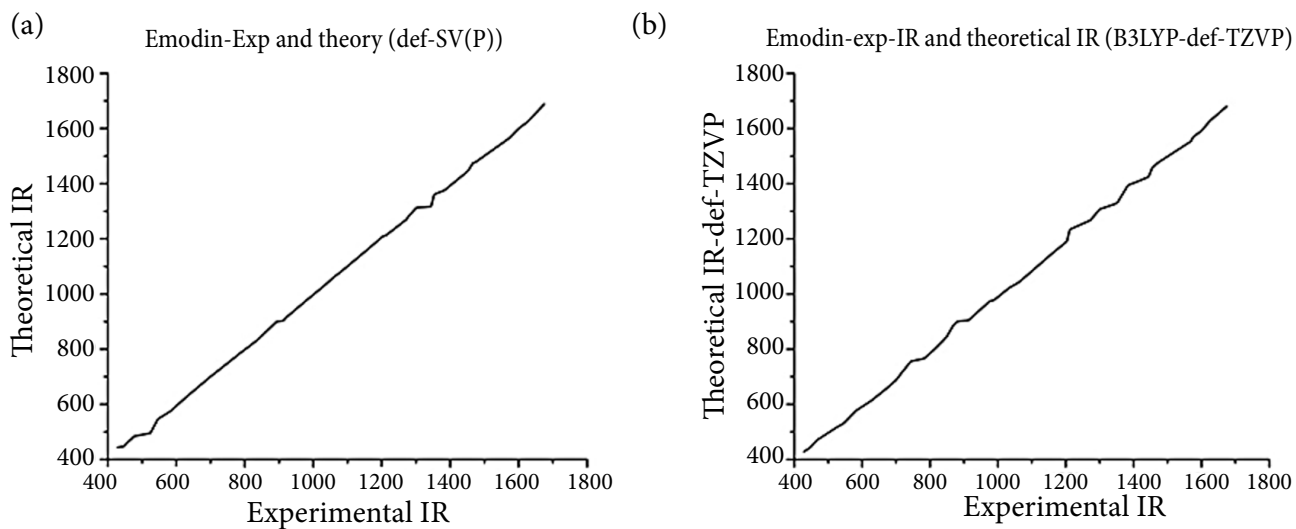 (a)
Emodin-Exp and theory (def-SV(P))
1800
1600
1400
1200
1000
800
600
400
Theoretical IR
400 600 800 1000 1200 1400 1600 1800
Experimental IR
(b)
Emodin-exp-IR and theoretical IR (B3LYP-def-TZVP)
1800
1600
1400
1200
1000
800
600
400
Theoretical IR-def-TZVP
400 600 800 1000 1200 1400 1600 1800
Experimental IR